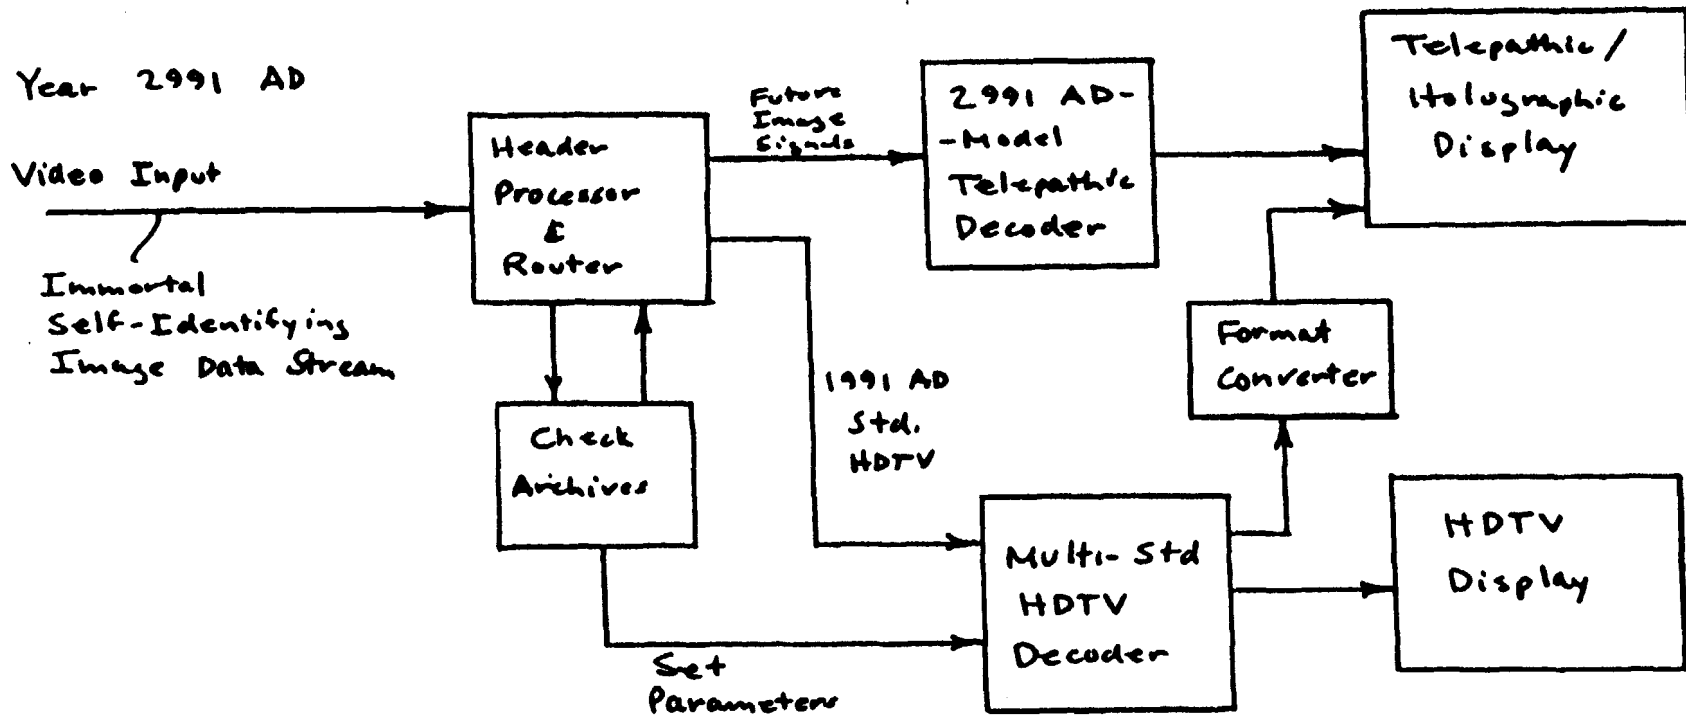 Year 2991 AD
Video Input
Immortal
Self-Identifying
Image Data Stream
Header
Processor
&
Router
Check
Archives
Future
Image
Signals
2991 AD-
-Model
Telepathic
Decoder
Telepathic/
Holographic
Display
1991 AD
Std.
HDTV
Set
Parameters
Multi-Std
HDTV
Decoder
Format
Converter
HDTV
Display